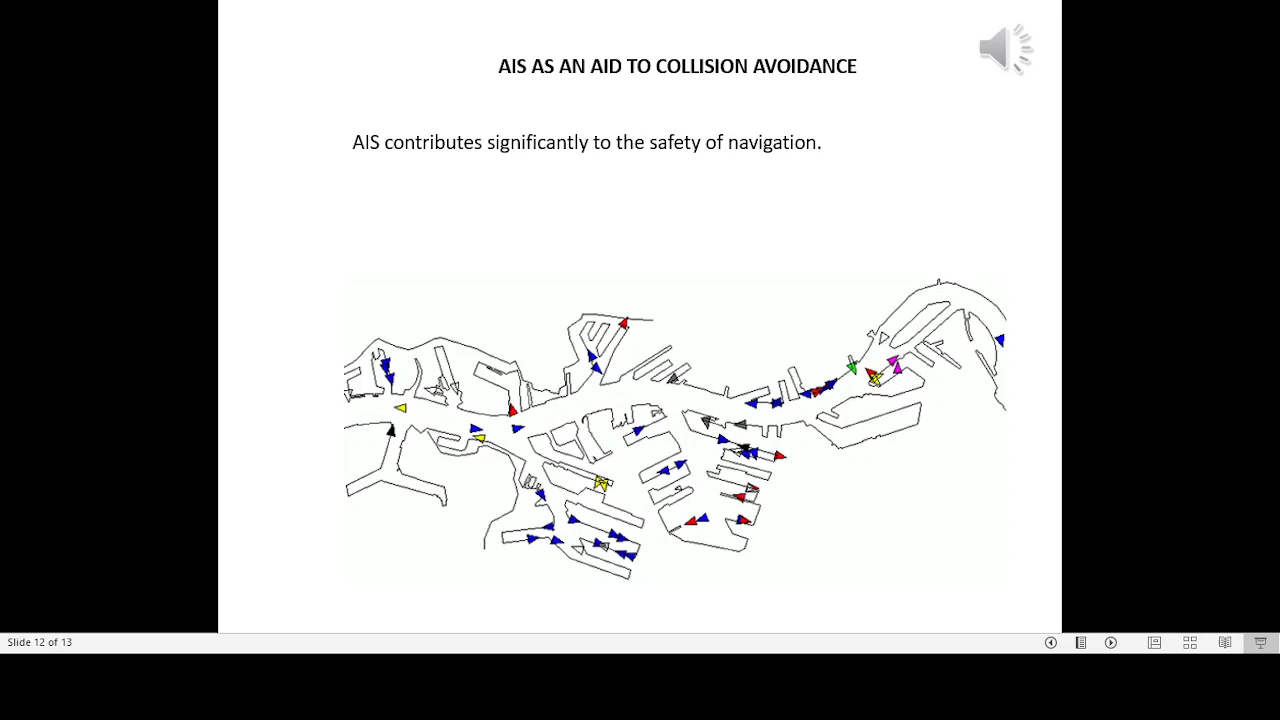 AIS AS AN AID TO COLLISION AVOIDANCE
AIS contributes significantly to the safety of navigation.
Slide 12 of 13